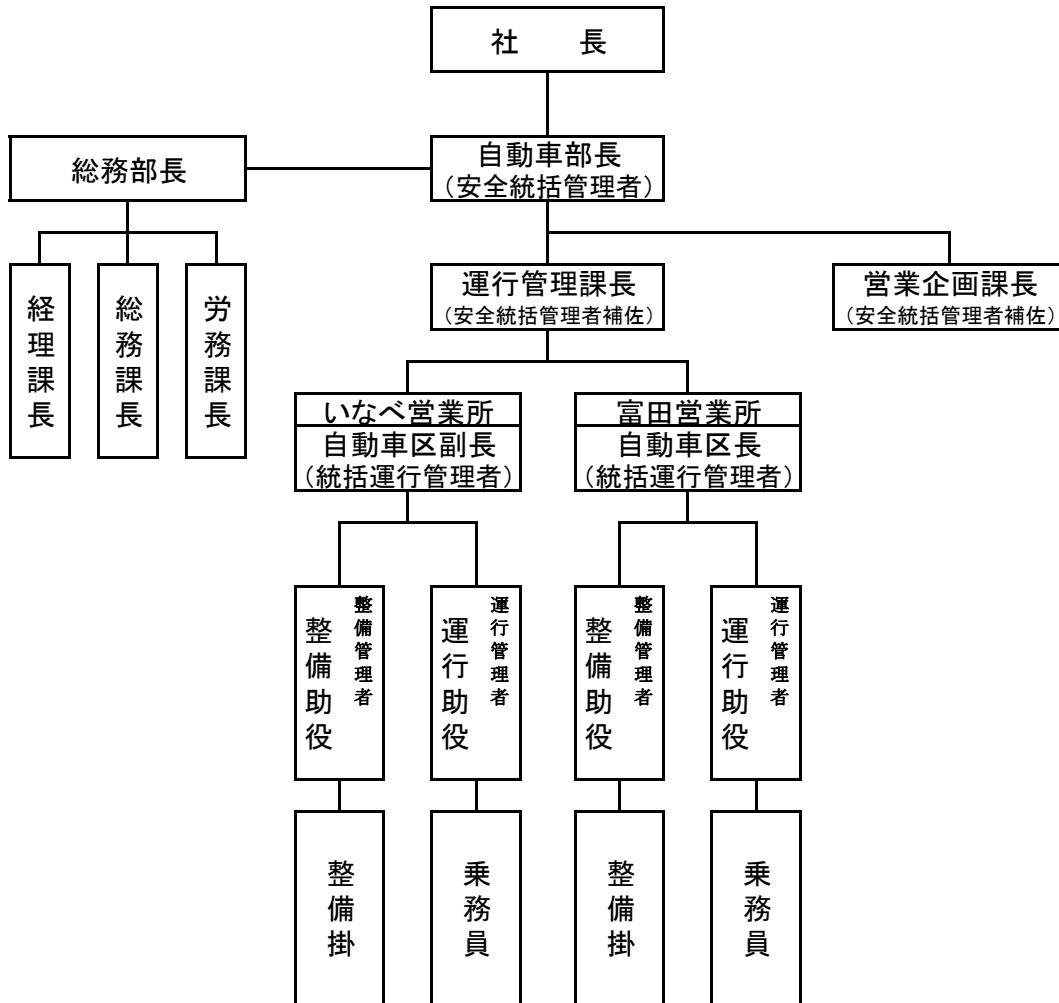 社　長
総務部長
自動車部長
（安全統括管理者）
経理課長
総務課長
労務課長
運行管理課長
（安全統括管理者補佐）
営業企画課長
（安全統括管理者補佐）
いなべ営業所
自動車区副長
（統括運行管理者）
富田営業所
自動車区長
（統括運行管理者）
整備管理者
整備助役
運行管理者
運行助役
整備管理者
整備助役
運行管理者
運行助役
整備掛
乗務員
整備掛
乗務員